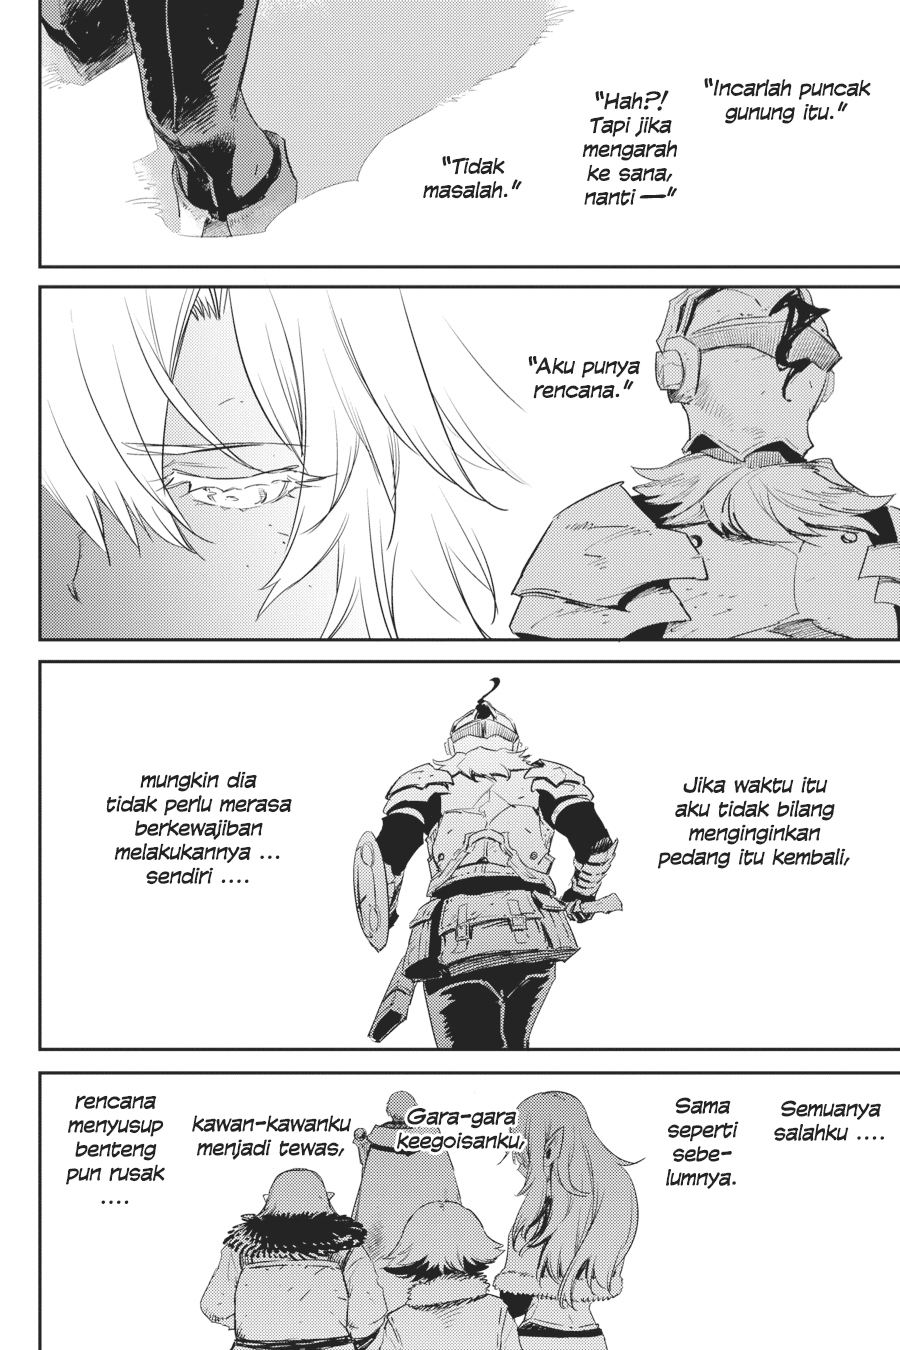 "Incarlah puncak
gunung itu."
"Hah?!
Tapi jika
mengarah
ke sana,
nanti —"
"Tidak
masalah."
"Aku punya
rencana."
Jika waktu itu
aku tidak bilang
menginginkan
pedang itu kembali,
mungkin dia
tidak perlu merasa
berkewajiban
melakukannya ...
sendiri ....
Semuanya
salahku ....
Sama
seperti
sebe-
lumnya.
Gara-gara
keegoisanku,
kawan-kawanku
menjadi tewas,
rencana
menyusup
benteng
pun rusak
....